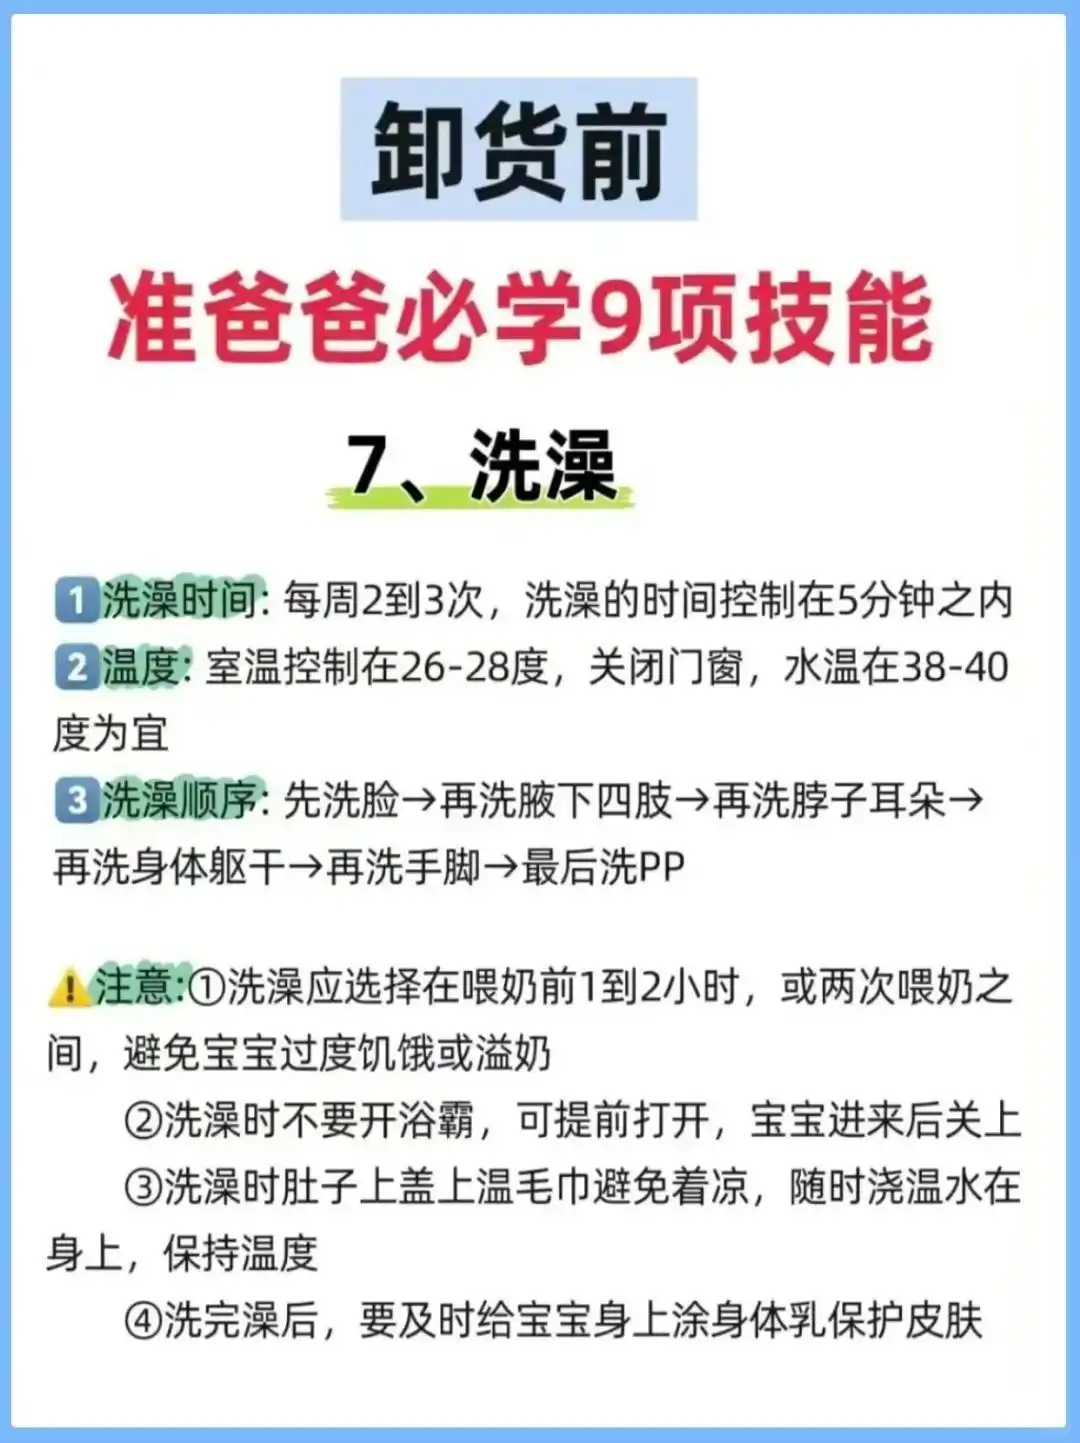 卸货前
准爸爸必学9项技能
7、洗澡
1洗澡时间: 每周2到3次，洗澡的时间控制在5分钟之内
2温度: 室温控制在26-28度，关闭门窗，水温在38-40
度为宜
3洗澡顺序: 先洗脸→再洗腋下四肢→再洗脖子耳朵→
再洗身体躯干→再洗手脚→最后洗PP
⚠️注意:①洗澡应选择在喂奶前1到2小时，或两次喂奶之
间，避免宝宝过度饥饿或溢奶
②洗澡时不要开浴霸，可提前打开，宝宝进来后关上
③洗澡时肚子上盖上温毛巾避免着凉，随时浇温水在
身上，保持温度
④洗完澡后，要及时给宝宝身上涂身体乳保护皮肤